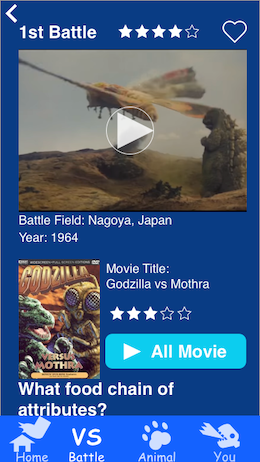 1st Battle
Battle Field: Nagoya, Japan
Year: 1964
GODZILLA
VERSUS
MOTHRA
Movie Title:
Godzilla vs Mothra
All Movie
What food chain of
attributes?
Home
VS
Battle
Animal
You